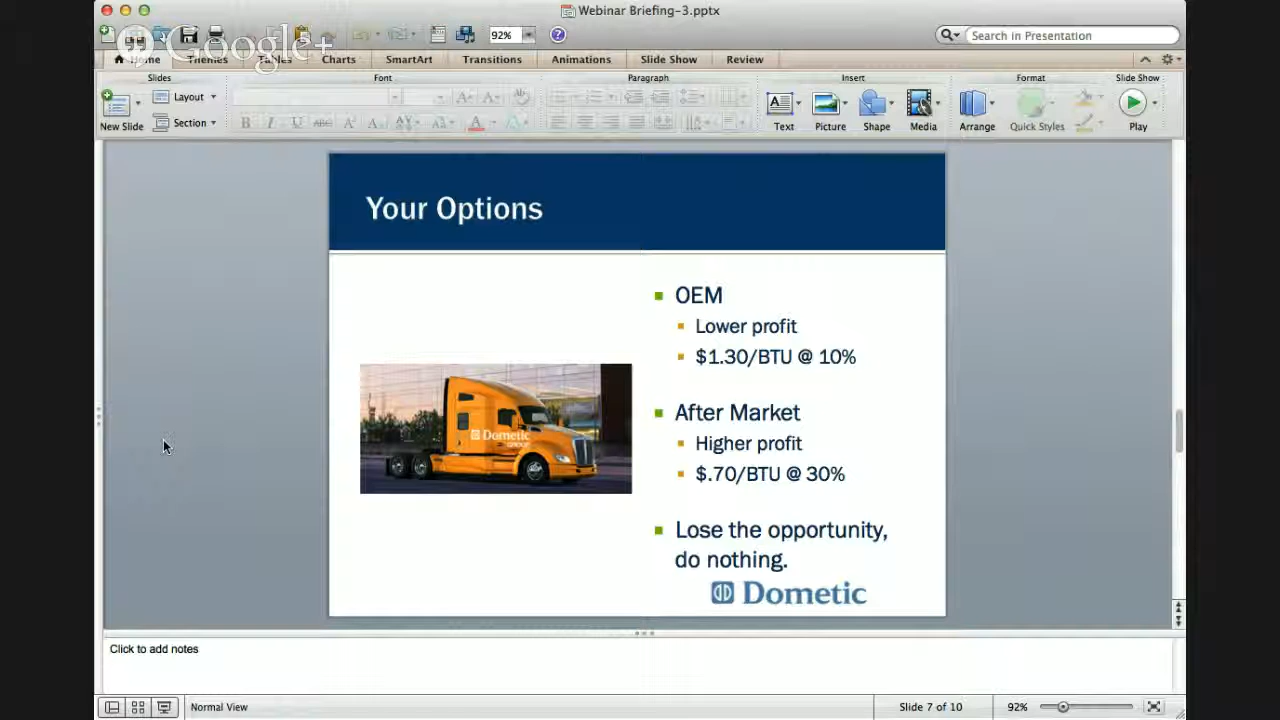 Webinar Briefing-3.pptx
Google+
92%
Search in Presentation
Home
Themes
Tables
Charts
SmartArt
Transitions
Animations
Slide Show
Review
Slides
Font
Paragraph
Insert
Format
Slide Show
New Slide
Layout
Section
B I U ABC
Text
Picture
Shape
Media
Arrange
Quick Styles
Play
Your Options
OEM
Lower profit
$1.30/BTU @ 10%
After Market
Higher profit
$.70/BTU @ 30%
Lose the opportunity,
do nothing.
Dometic
GROUP
Dometic
Click to add notes
Normal View
Slide 7 of 10
92%